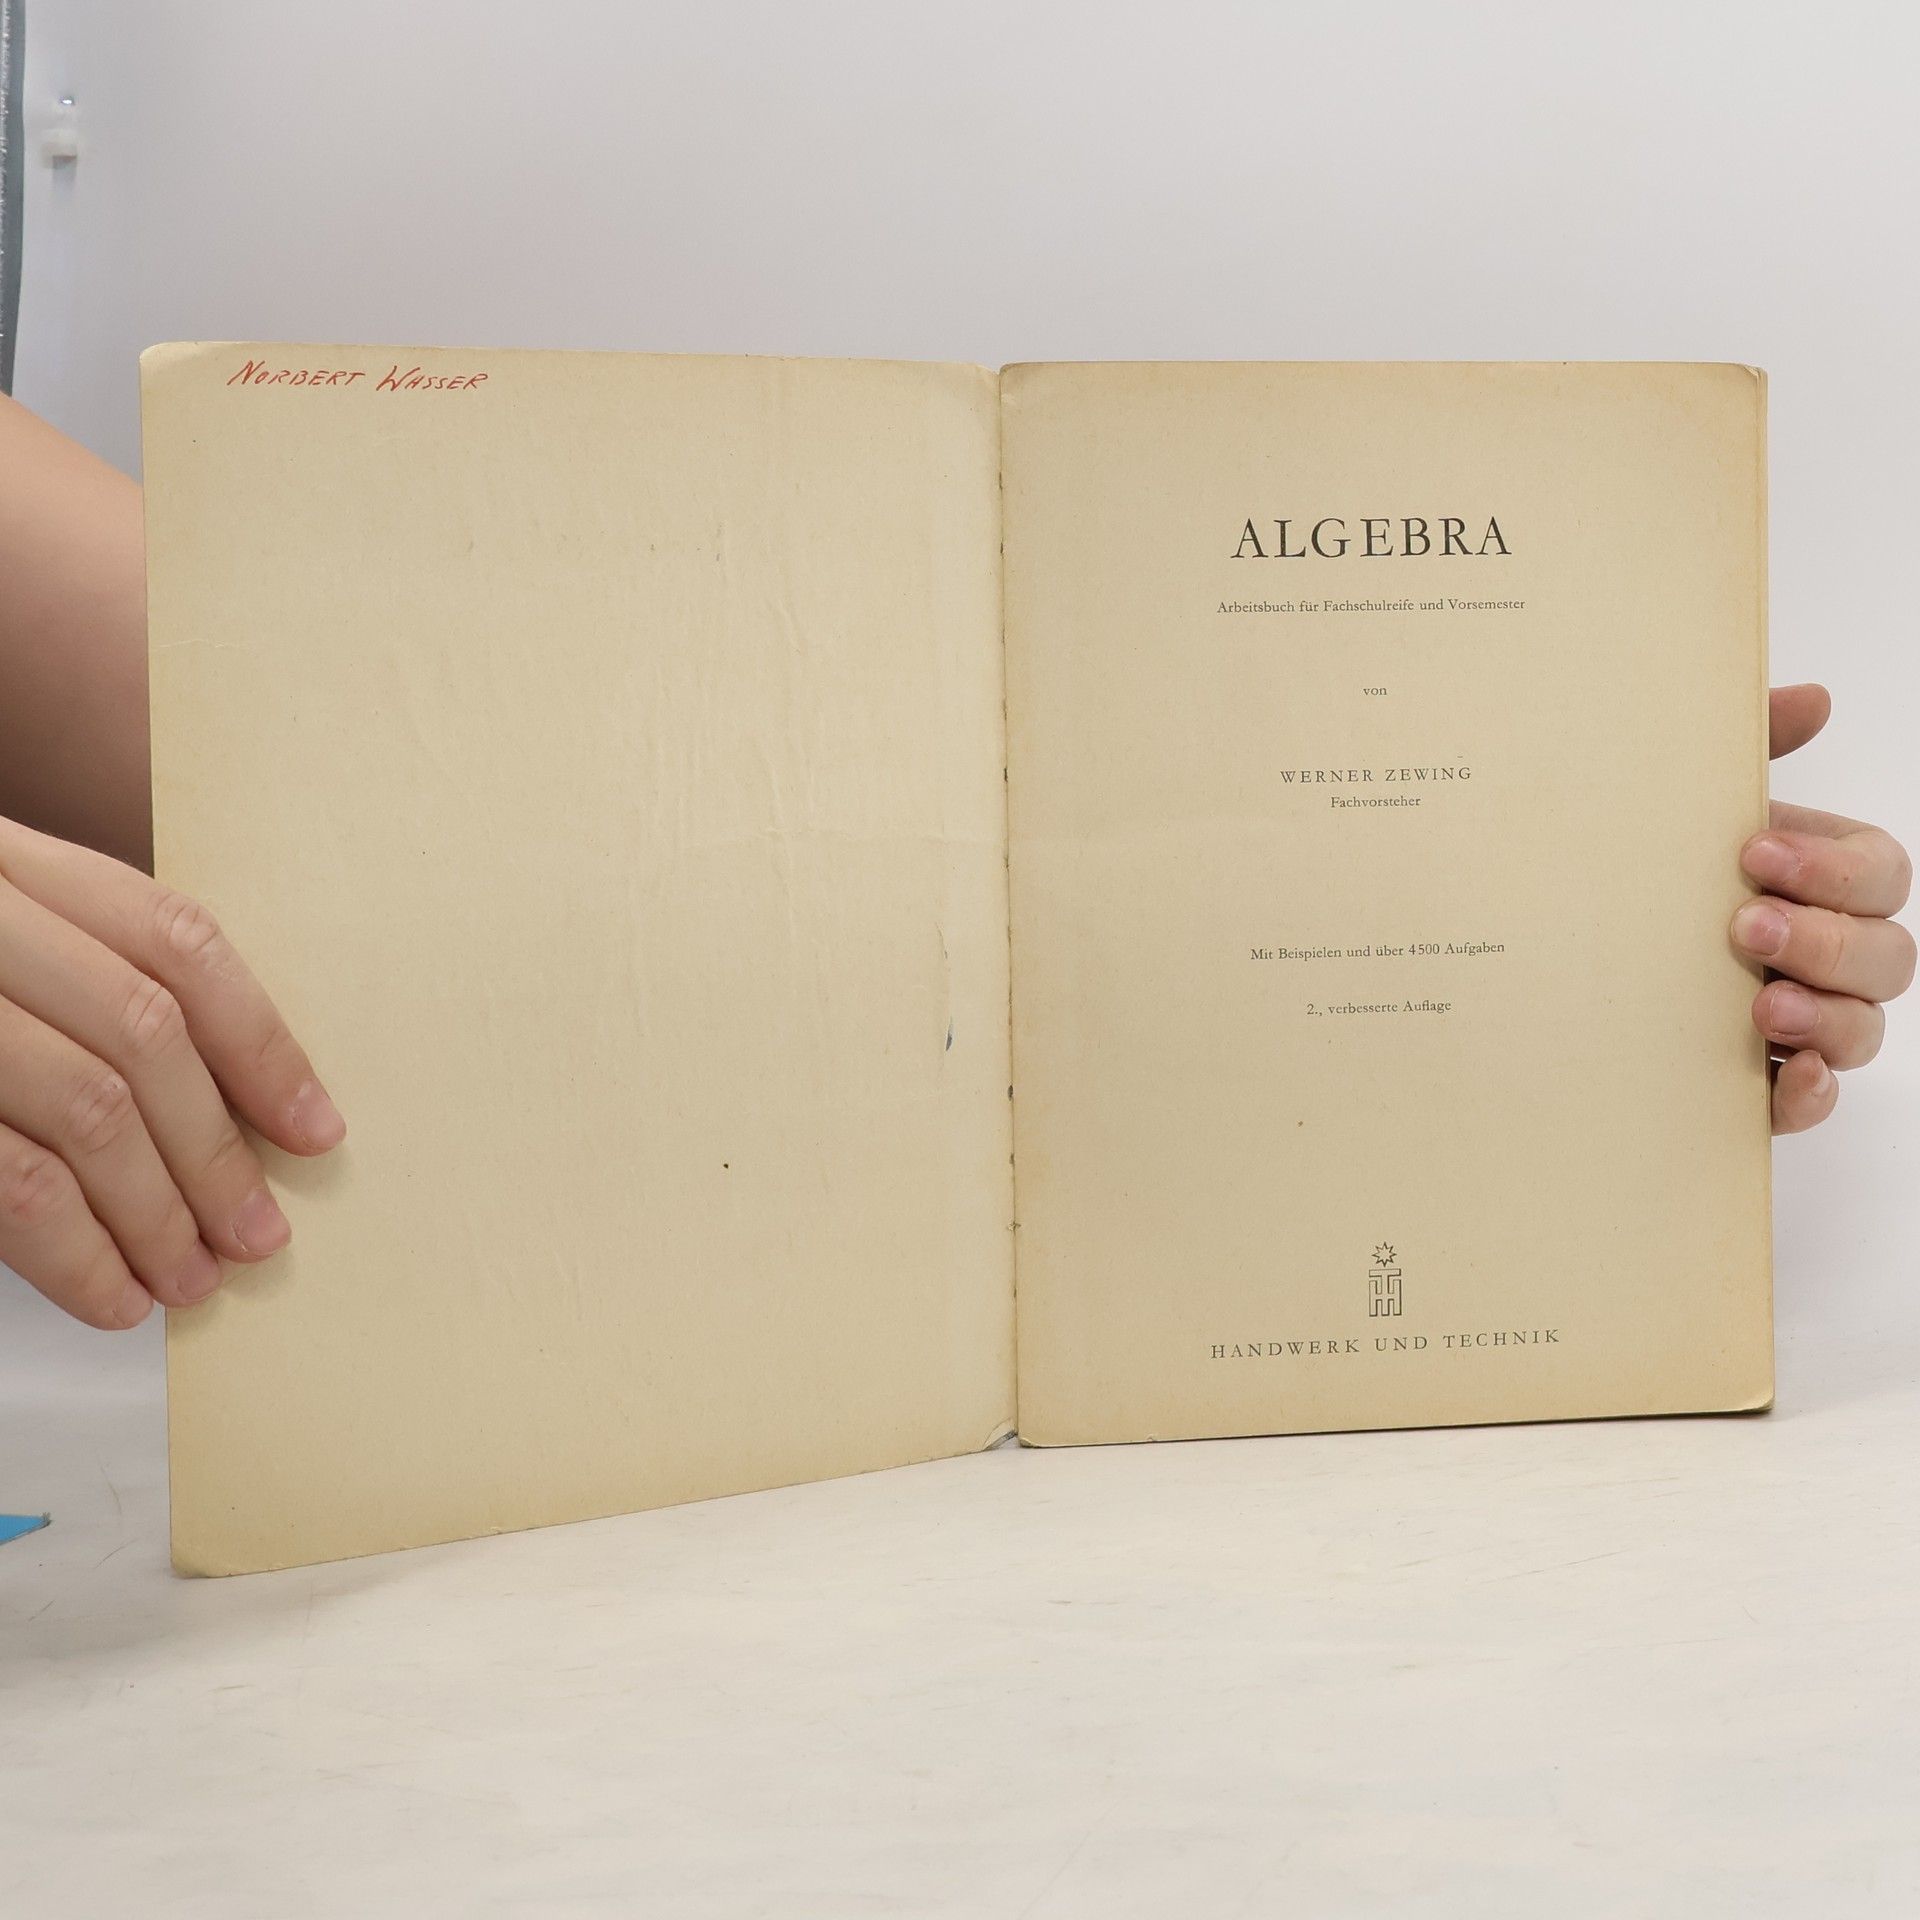 NORBERT WASSER
ALGEBRA
Arbeitsbuch für Fachschulreife und Vorsemester
von
WERNER ZEWING
Fachvorsteher
Mit Beispielen und über 4500 Aufgaben
2., verbesserte Auflage
HT
HANDWERK UND TECHNIK